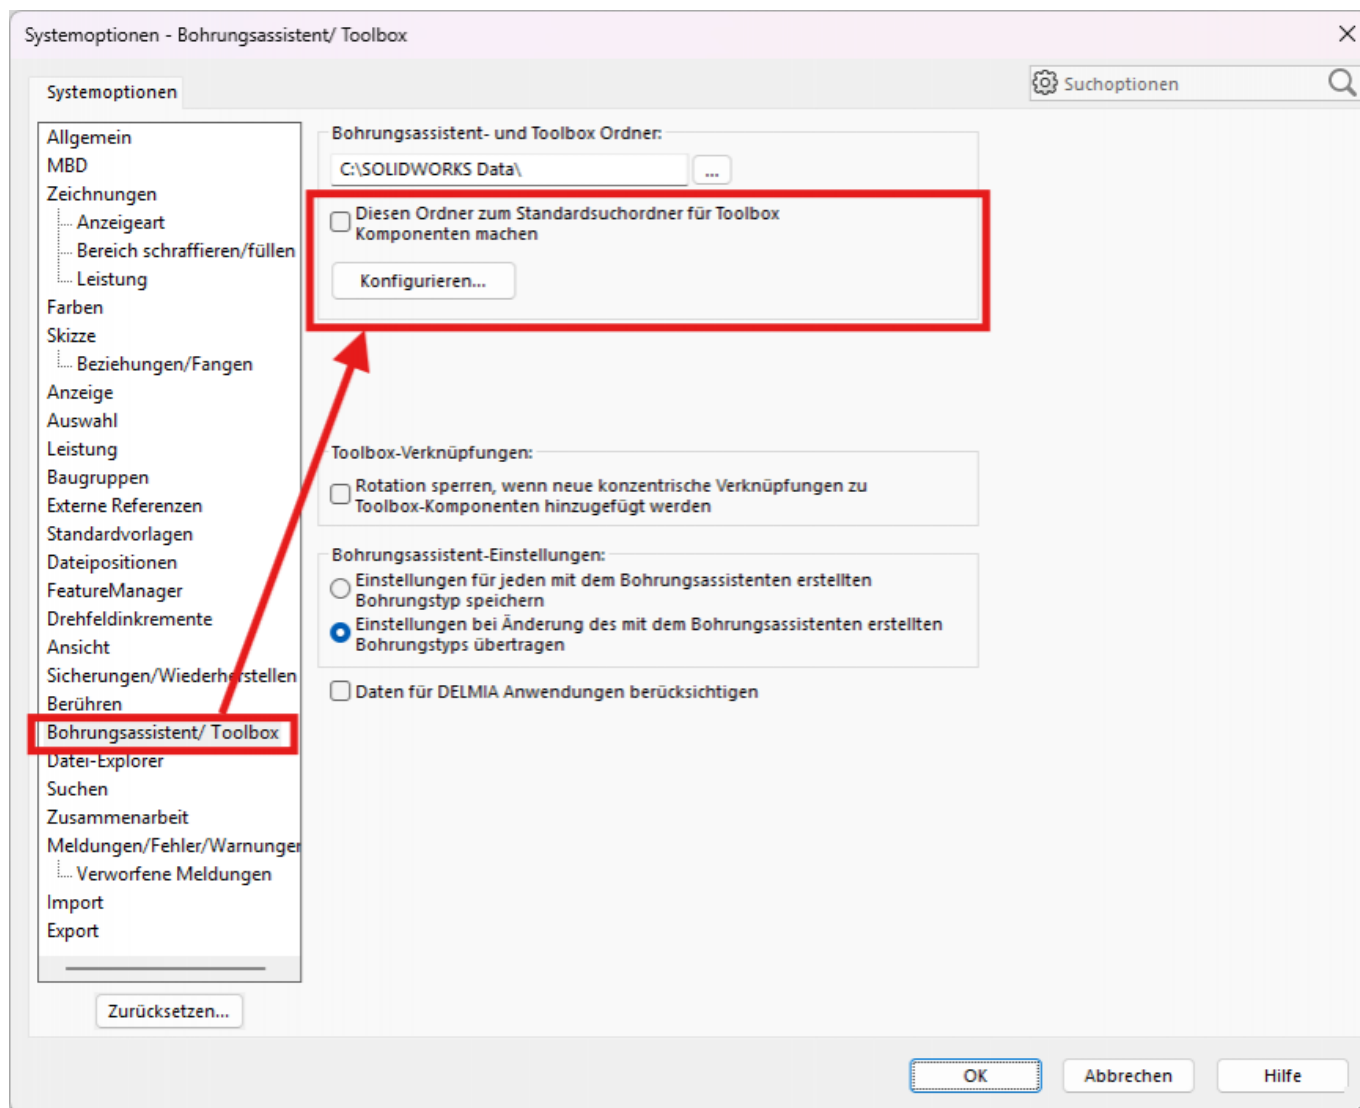 Systemoptionen - Bohrungsassistent/ Toolbox
Systemoptionen
Suchoptionen
Allgemein
MBD
Zeichnungen
Anzeigeart
Bereich schraffieren/füllen
Leistung
Farben
Skizze
Beziehungen/Fangen
Anzeige
Auswahl
Leistung
Baugruppen
Externe Referenzen
Standardvorlagen
Dateipositionen
FeatureManager
Drehfeldinkremente
Ansicht
Sicherungen/Wiederherstellen
Berühren
Bohrungsassistent/ Toolbox
Datei-Explorer
Suchen
Zusammenarbeit
Meldungen/Fehler/Warnungen
Verworfene Meldungen
Import
Export
Zurücksetzen...
Bohrungsassistent- und Toolbox Ordner:
C:\SOLIDWORKS Data\
...
Diesen Ordner zum Standardsuchordner für Toolbox
Komponenten machen
Konfigurieren...
Toolbox-Verknüpfungen:
Rotation sperren, wenn neue konzentrische Verknüpfungen zu
Toolbox-Komponenten hinzugefügt werden
Bohrungsassistent-Einstellungen:
Einstellungen für jeden mit dem Bohrungsassistenten erstellten
Bohrungstyp speichern
Einstellungen bei Änderung des mit dem Bohrungsassistenten erstellten
Bohrungstyps übertragen
Daten für DELMIA Anwendungen berücksichtigen
OK
Abbrechen
Hilfe